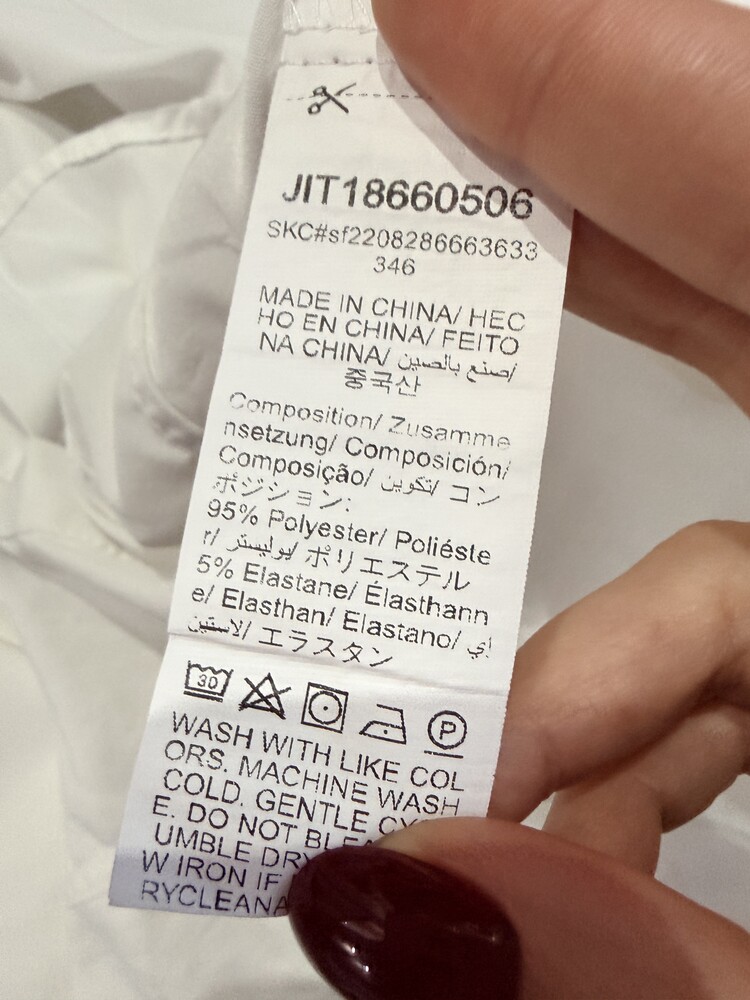 JIT18660506
SKC#sf2208286663633
346
MADE IN CHINA/ HEC
HO EN CHINA/ FEITO
NA CHINA/ صنع بالصين/
중국산
Composition/ Zusamme
nsetzung/ Composición/
Composição/ تكوين/ コン
ポジション:
95% Polyester/ Poliéste
r/ بوليستر/ ポリエステル
5% Elastane/ Élasthann
e/ Elasthan/ Elastano/ إي
لاستين/ エラスタン
30 P
WASH WITH LIKE COL
ORS. MACHINE WASH
COLD. GENTLE
E. DO NOT
UMBLE DRY
W IRON IF
RYCLEANA